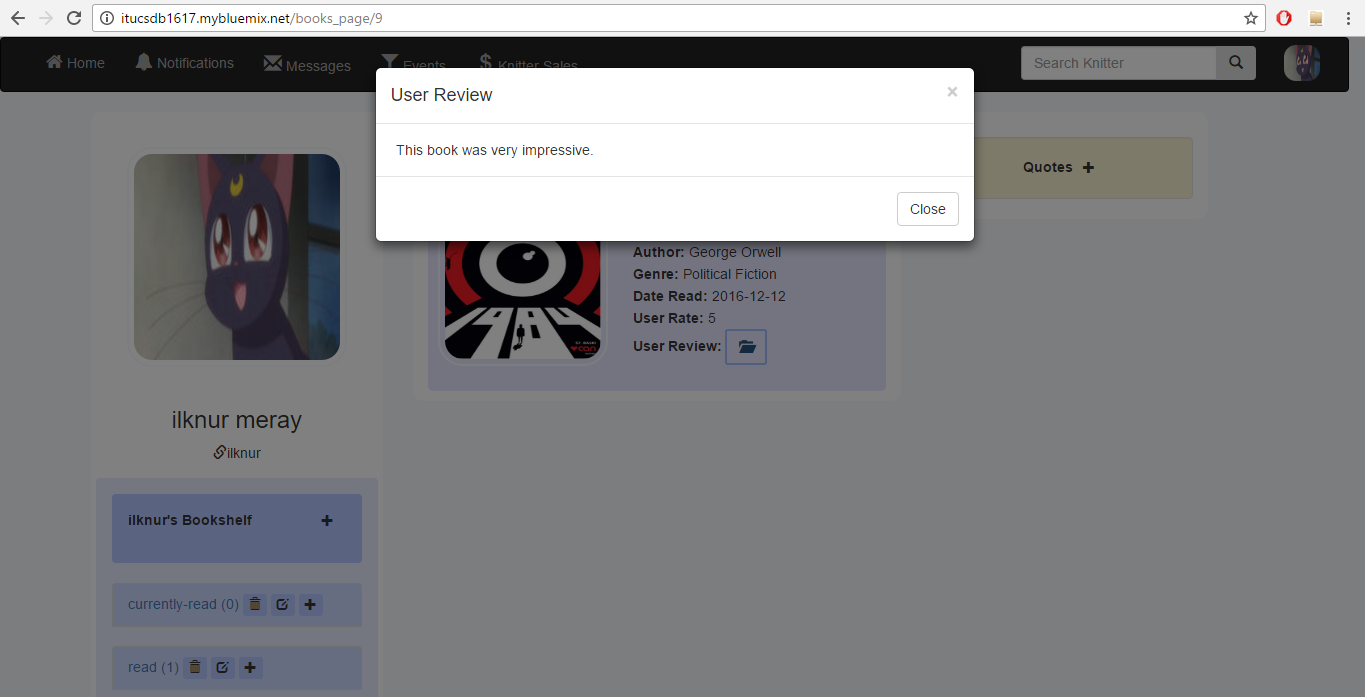 itucsdb1617.mybluemix.net/books_page/9
Home Notifications Messages Events Knitter Sales Search Knitter
User Review ×
This book was very impressive.
Close
Quotes
Author: George Orwell
Genre: Political Fiction
Date Read: 2016-12-12
User Rate: 5
User Review:
1984
ilknur meray
ilknur
ilknur's Bookshelf
currently-read (0)
read (1)